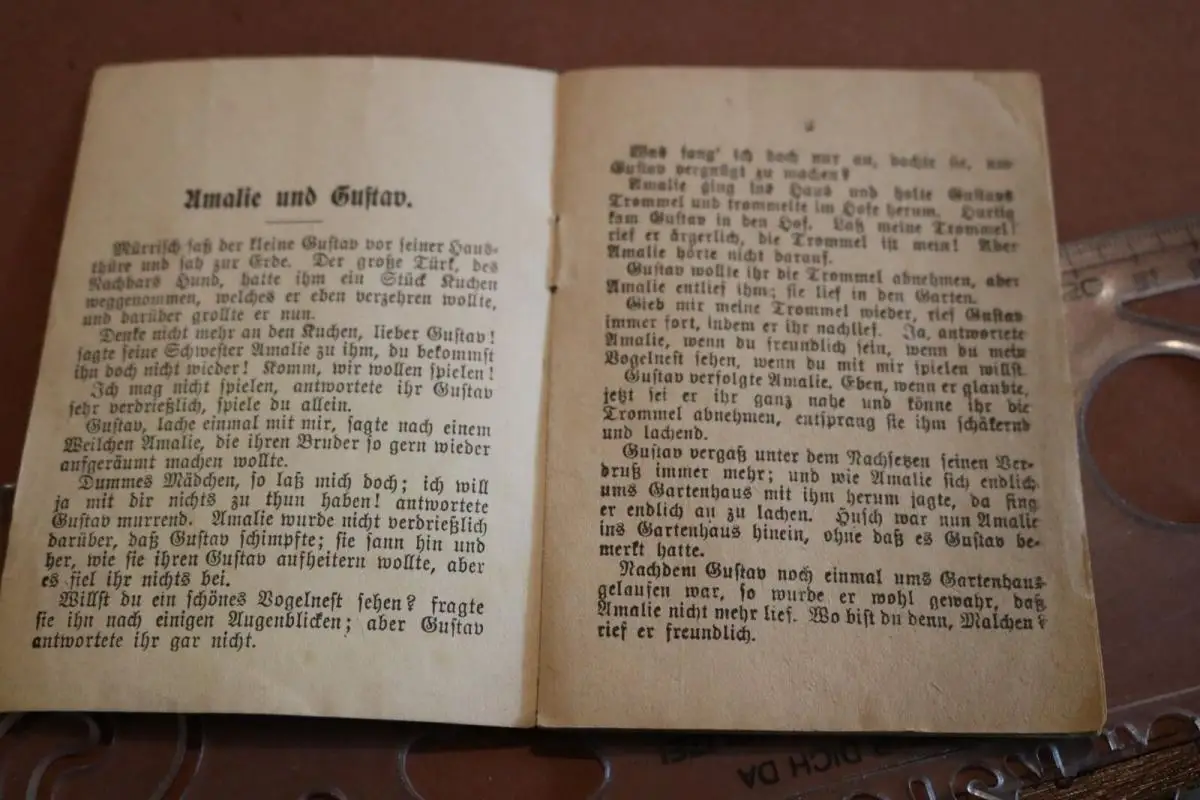 Amalie und Gustav.
Mürrisch saß der kleine Gustav vor seiner Haus-
thüre und sah zur Erde. Der große Türk, des
Nachbars Hund, hatte ihm ein Stück Kuchen
weggenommen, welches er eben verzehren wollte,
und darüber grollte er nun.
Denke nicht mehr an den Kuchen, lieber Gustav!
sagte seine Schwester Amalie zu ihm, du bekommst
ihn doch nicht wieder! Komm, wir wollen spielen!
Ich mag nicht spielen, antwortete ihr Gustav
sehr verdrießlich, spiele du allein.
Gustav, lache einmal mit mir, sagte nach einem
Weilchen Amalie, die ihren Bruder so gern wieder
aufgeräumt machen wollte.
Dummes Mädchen, so laß mich doch; ich will
ja mit dir nichts zu thun haben! antwortete
Gustav murrend. Amalie wurde nicht verdrießlich
darüber, daß Gustav schimpfte; sie sann hin und
her, wie sie ihren Gustav aufheitern wollte, aber
es fiel ihr nichts bei.
Willst du ein schönes Vogelnest sehen? fragte
sie ihn nach einigen Augenblicken; aber Gustav
antwortete ihr gar nicht.
Was fang' ich doch nur an, dachte sie, um
Gustav vergnügt zu machen?
Amalie ging ins Haus und holte Gustavs
Trommel und trommelte im Hofe herum. Hurtig
kam Gustav in den Hof. Laß meine Trommel!
rief er ärgerlich, die Trommel ist mein! Aber
Amalie hörte nicht darauf.
Gustav wollte ihr die Trommel abnehmen, aber
Amalie entlief ihm; sie lief in den Garten.
Gieb mir meine Trommel wieder, rief Gustav
immer fort, indem er ihr nachlief. Ja, antwortete
Amalie, wenn du freundlich sein, wenn du mein
Vogelnest sehen, wenn du mit mir spielen willst.
Gustav verfolgte Amalie. Eben, wenn er glaubte,
jetzt sei er ihr ganz nahe und könne ihr die
Trommel abnehmen, entsprang sie ihm schäkernd
und lachend.
Gustav vergaß unter dem Nachsetzen seinen Ver-
druß immer mehr; und wie Amalie sich endlich
ums Gartenhaus mit ihm herum jagte, da fing
er endlich an zu lachen. Husch war nun Amalie
ins Gartenhaus hinein, ohne daß es Gustav be-
merkt hatte.
Nachdem Gustav noch einmal ums Gartenhaus
gelaufen war, so wurde er wohl gewahr, daß
Amalie nicht mehr lief. Wo bist du denn, Malchen?
rief er freundlich.
DICH DA